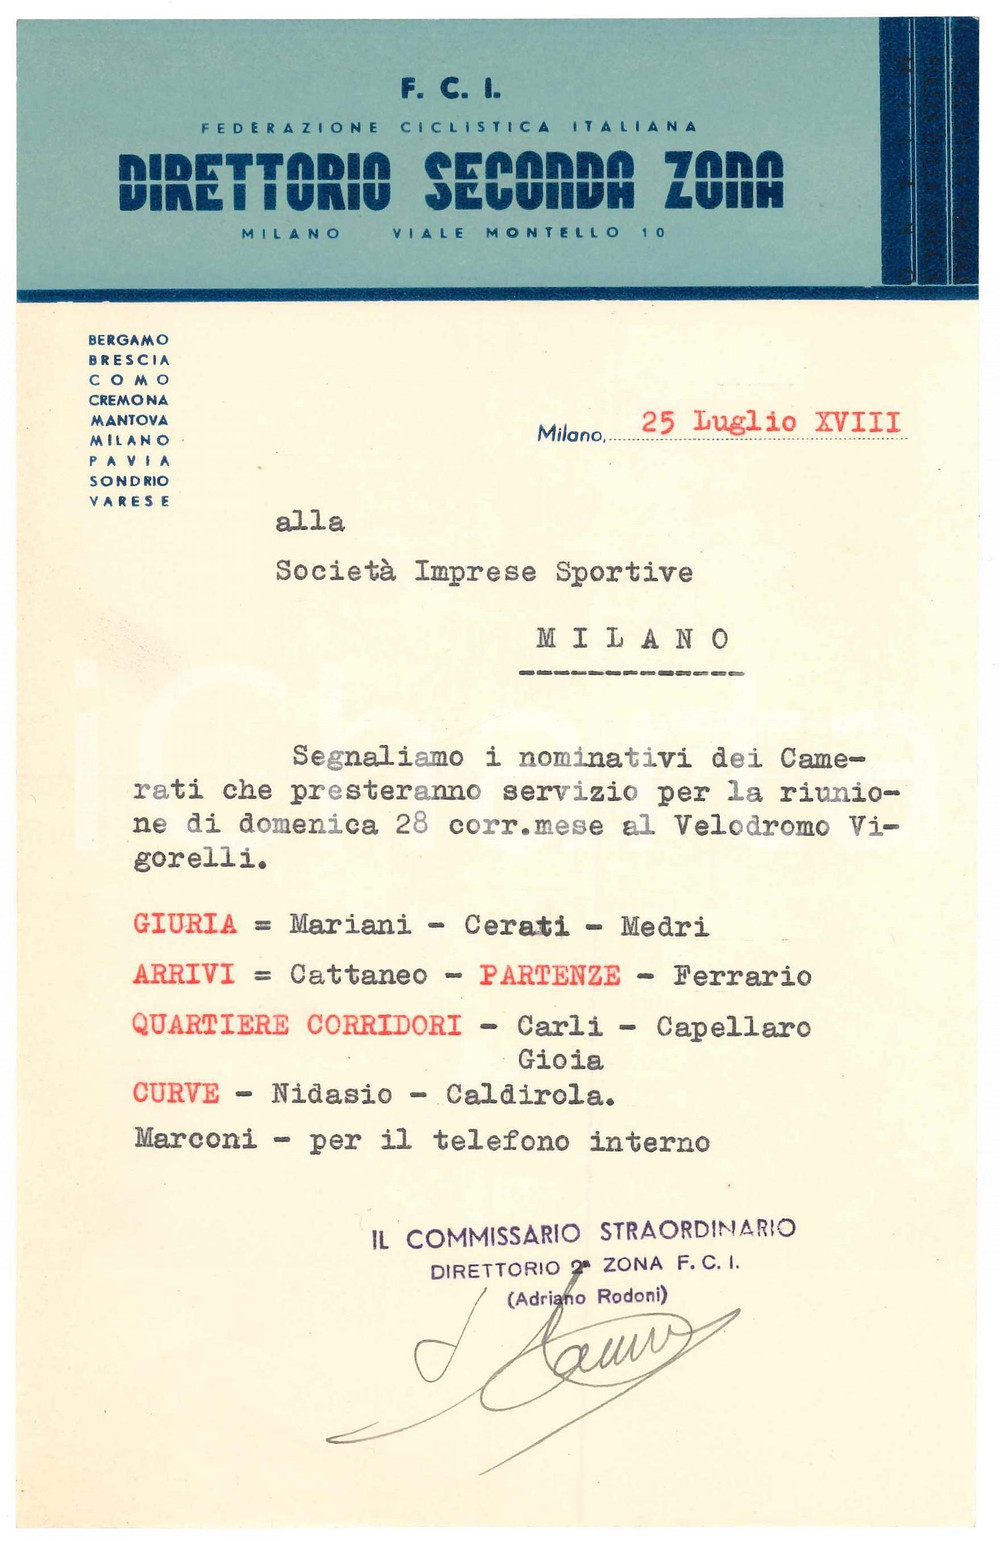 F. C. I.
FEDERAZIONE CICLISTICA ITALIANA
DIRETTORIO SECONDA ZONA
MILANO VIALE MONTELLO 10
BERGAMO
BRESCIA
COMO
CREMONA
MANTOVA
MILANO
PAVIA
SONDRIO
VARESE
Milano, 25 Luglio XVIII
alla
Società Imprese Sportive
MILANO
Segnaliamo i nominativi dei Came-
rati che presteranno servizio per la riunio-
ne di domenica 28 corr.mese al Velodromo Vi-
gorelli.
GIURIA = Mariani - Cerati - Medri
ARRIVI = Cattaneo - PARTENZE - Ferrario
QUARTIERE CORRIDORI - Carli - Capellaro
Gioia
CURVE - Nidasio - Caldirola.
Marconi - per il telefono interno
IL COMMISSARIO STRAORDINARIO
DIRETTORIO 2ª ZONA F. C. I.
(Adriano Rodoni)